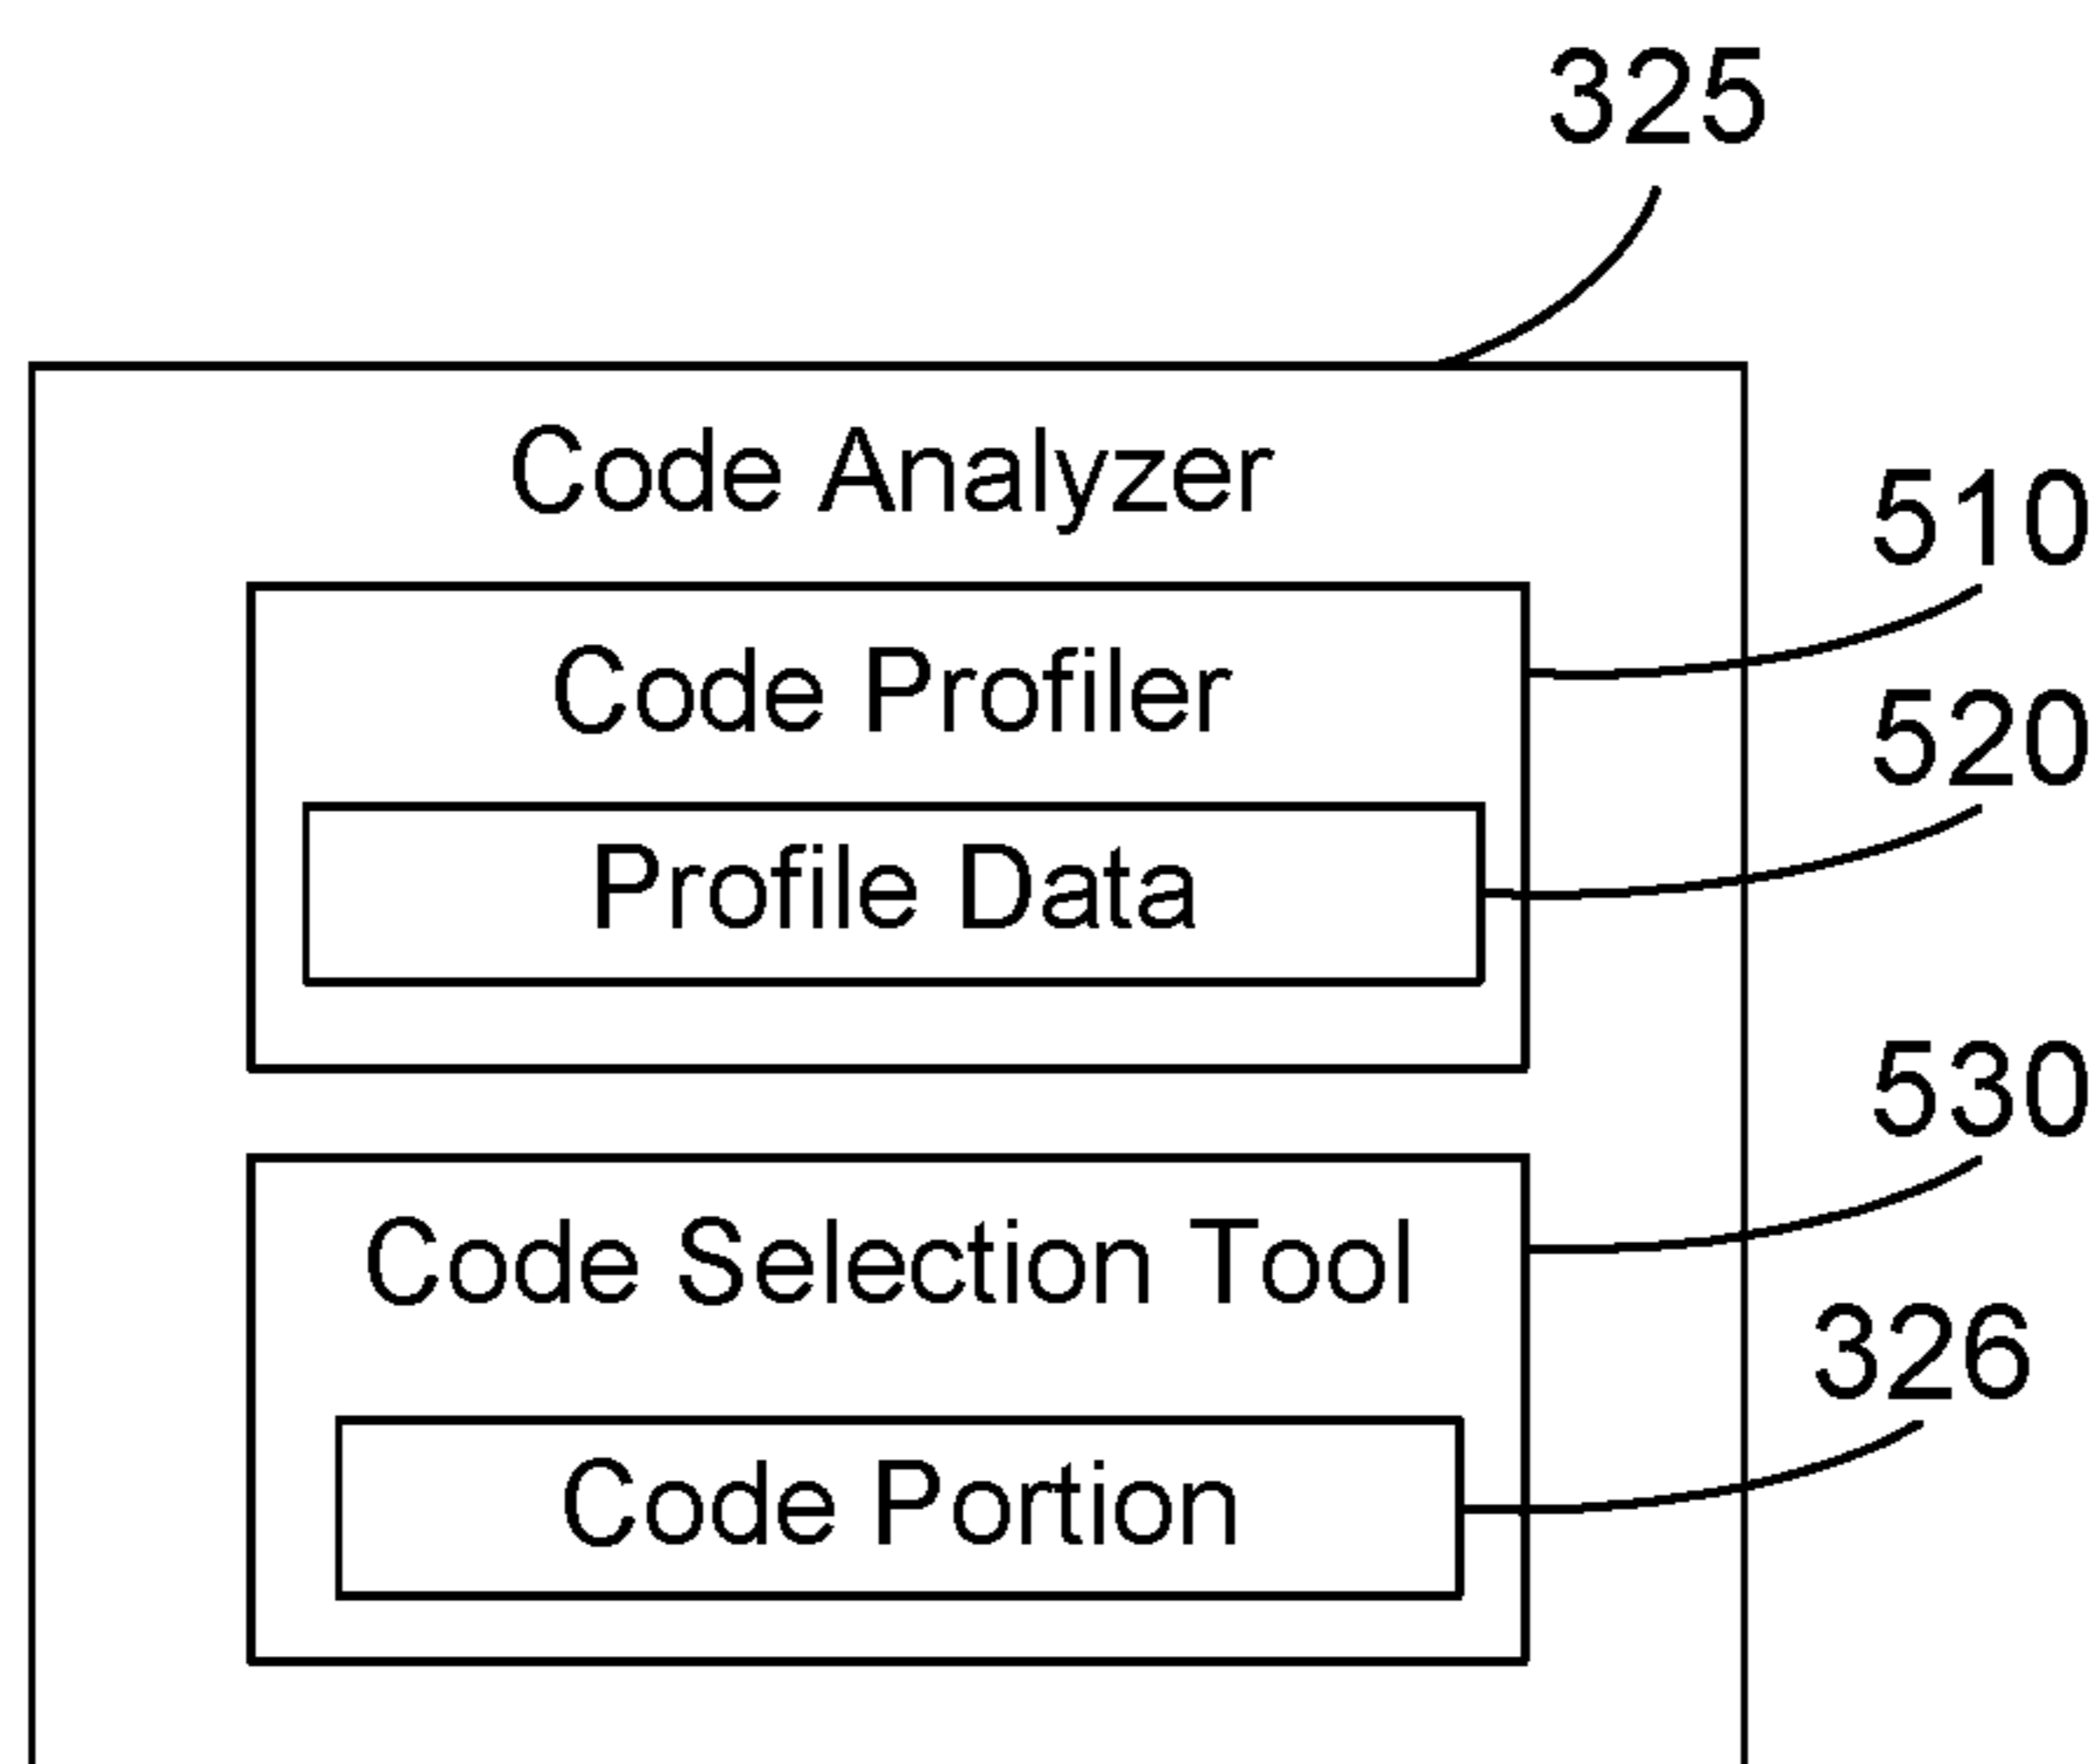 325
Code Analyzer
510
Code Profiler
520
Profile Data
530
Code Selection Tool
326
Code Portion